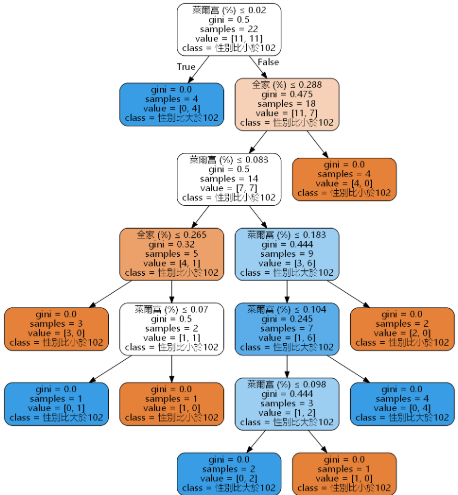 萊爾富 (%) ≤ 0.02
gini = 0.5
samples = 22
value = [11, 11]
class = 性別比小於102
True
False
gini = 0.0
samples = 4
value = [0, 4]
class = 性別比大於102
全家 (%) ≤ 0.288
gini = 0.475
samples = 18
value = [11, 7]
class = 性別比小於102
萊爾富 (%) ≤ 0.083
gini = 0.5
samples = 14
value = [7, 7]
class = 性別比小於102
gini = 0.0
samples = 4
value = [4, 0]
class = 性別比小於102
全家 (%) ≤ 0.265
gini = 0.32
samples = 5
value = [4, 1]
class = 性別比小於102
萊爾富 (%) ≤ 0.183
gini = 0.444
samples = 9
value = [3, 6]
class = 性別比大於102
gini = 0.0
samples = 3
value = [3, 0]
class = 性別比小於102
萊爾富 (%) ≤ 0.07
gini = 0.5
samples = 2
value = [1, 1]
class = 性別比小於102
萊爾富 (%) ≤ 0.104
gini = 0.245
samples = 7
value = [1, 6]
class = 性別比大於102
gini = 0.0
samples = 2
value = [2, 0]
class = 性別比小於102
gini = 0.0
samples = 1
value = [0, 1]
class = 性別比大於102
gini = 0.0
samples = 1
value = [1, 0]
class = 性別比小於102
萊爾富 (%) ≤ 0.098
gini = 0.444
samples = 3
value = [1, 2]
class = 性別比大於102
gini = 0.0
samples = 4
value = [0, 4]
class = 性別比大於102
gini = 0.0
samples = 2
value = [0, 2]
class = 性別比大於102
gini = 0.0
samples = 1
value = [1, 0]
class = 性別比小於102